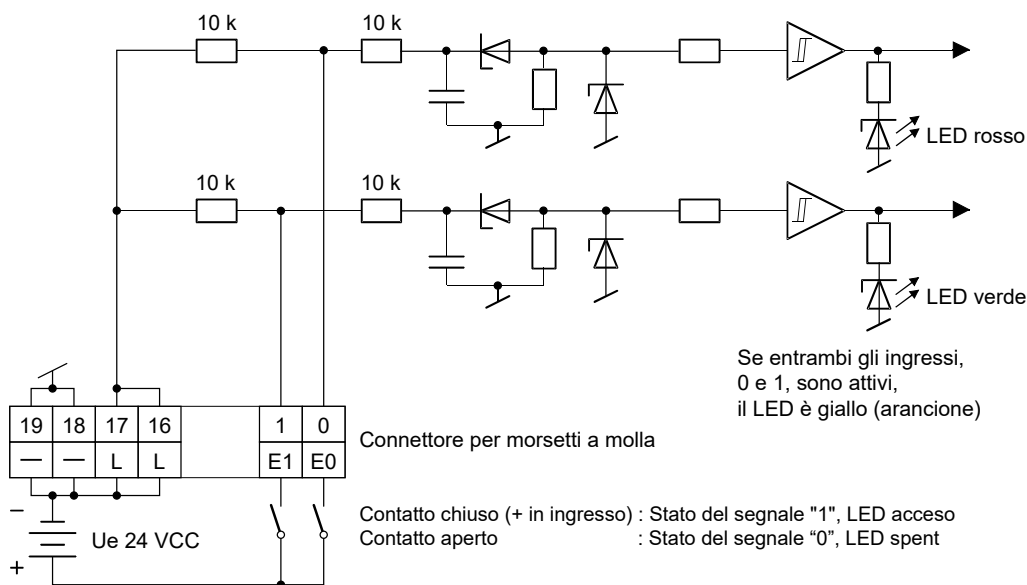 10 k
10 k
LED rosso
10 k
10 k
LED verde
Se entrambi gli ingressi,
0 e 1, sono attivi,
il LED è giallo (arancione)
19 18 17 16 1 0
— — L L E1 E0
Connettore per morsetti a molla
− Ue 24 VCC +
Contatto chiuso (+ in ingresso) : Stato del segnale "1", LED acceso
Contatto aperto : Stato del segnale “0”, LED spent